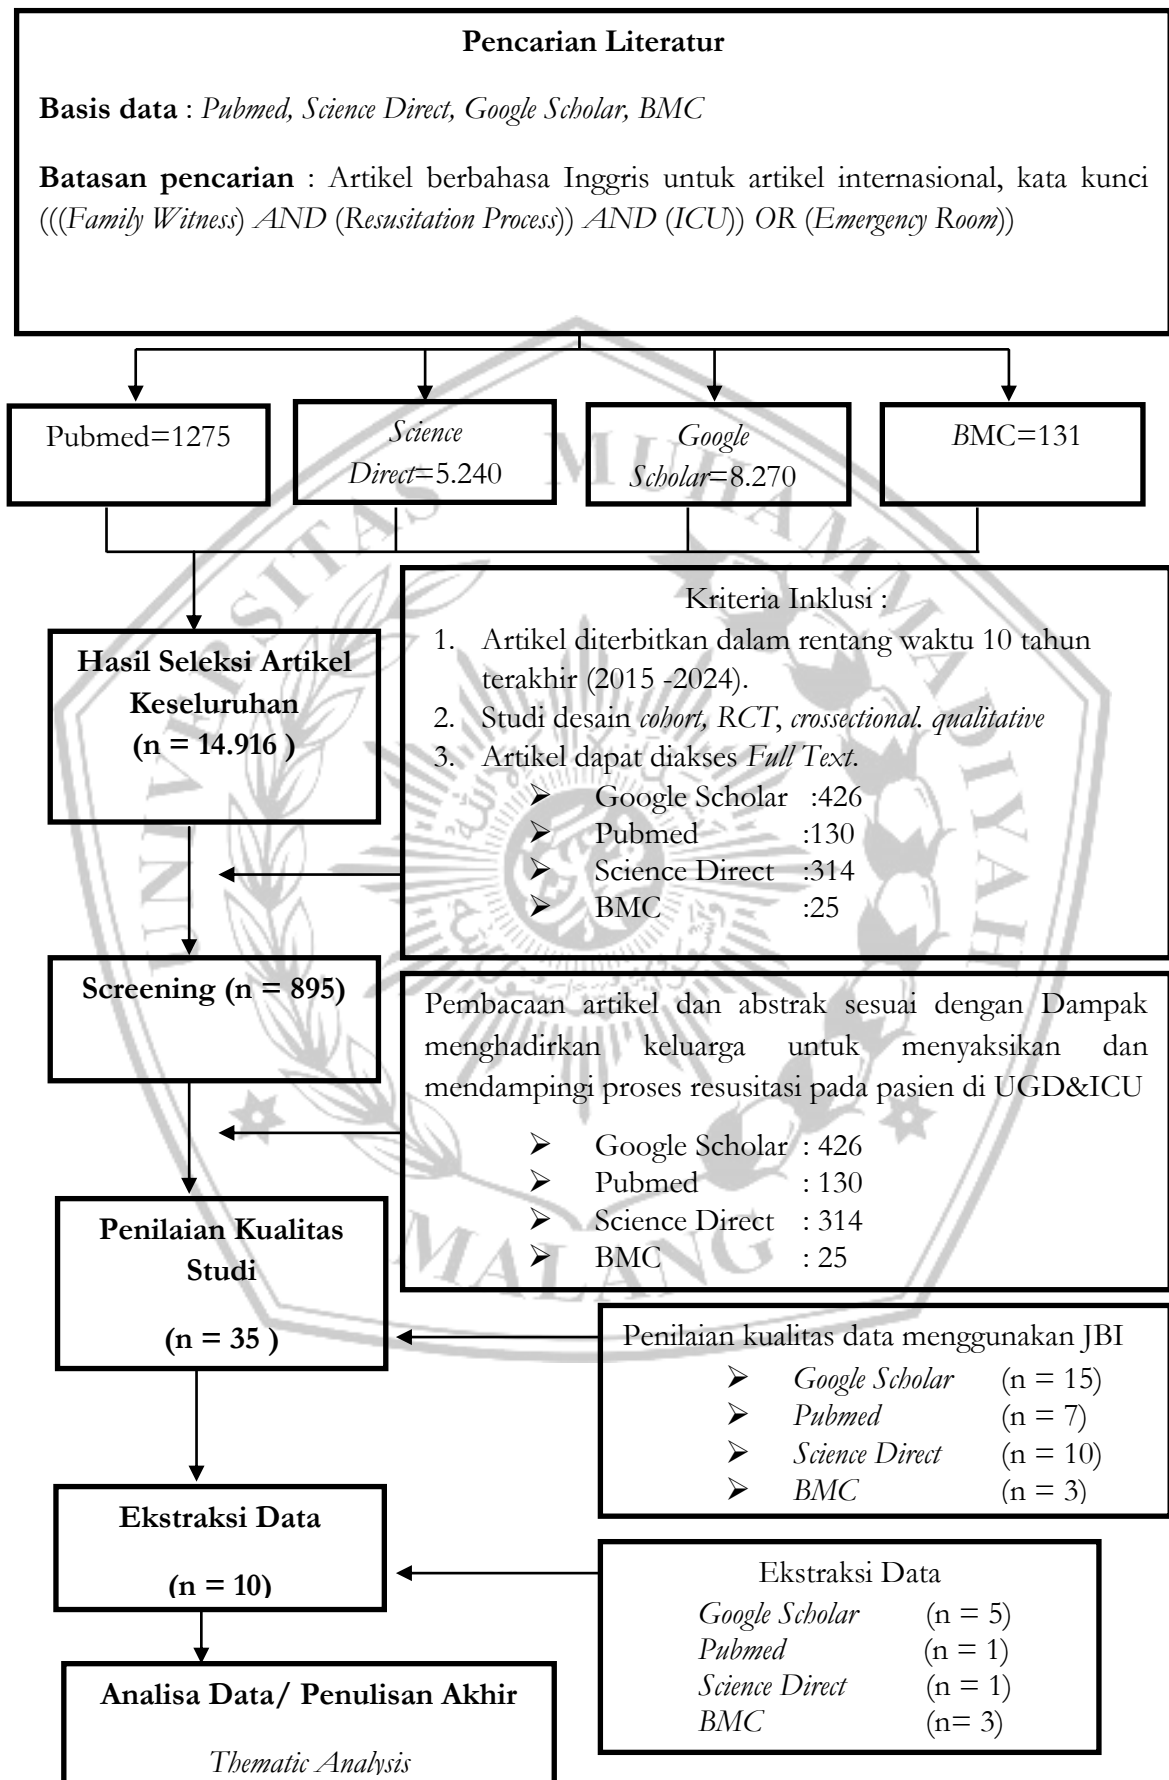 Pencarian Literatur
Basis data : Pubmed, Science Direct, Google Scholar, BMC
Batasan pencarian : Artikel berbahasa Inggris untuk artikel internasional, kata kunci
(((Family Witness) AND (Resusitation Process)) AND (ICU)) OR (Emergency Room))
Pubmed=1275
Science
Direct=5.240
Google
Scholar=8.270
BMC=131
Hasil Seleksi Artikel
Keseluruhan
(n = 14.916 )
Kriteria Inklusi :
1. Artikel diterbitkan dalam rentang waktu 10 tahun
terakhir (2015 -2024).
2. Studi desain cohort, RCT, crossectional. qualitative
3. Artikel dapat diakses Full Text.
➢ Google Scholar :426
➢ Pubmed :130
➢ Science Direct :314
➢ BMC :25
Screening (n = 895)
Pembacaan artikel dan abstrak sesuai dengan Dampak
menghadirkan keluarga untuk menyaksikan dan
mendampingi proses resusitasi pada pasien di UGD&ICU
➢ Google Scholar : 426
➢ Pubmed : 130
➢ Science Direct : 314
➢ BMC : 25
Penilaian Kualitas
Studi
(n = 35 )
Penilaian kualitas data menggunakan JBI
➢ Google Scholar (n = 15)
➢ Pubmed (n = 7)
➢ Science Direct (n = 10)
➢ BMC (n = 3)
Ekstraksi Data
(n = 10)
Ekstraksi Data
Google Scholar (n = 5)
Pubmed (n = 1)
Science Direct (n = 1)
BMC (n= 3)
Analisa Data/ Penulisan Akhir
Thematic Analysis
UNIVERSITAS MUHAMMADIYAH
MALANG